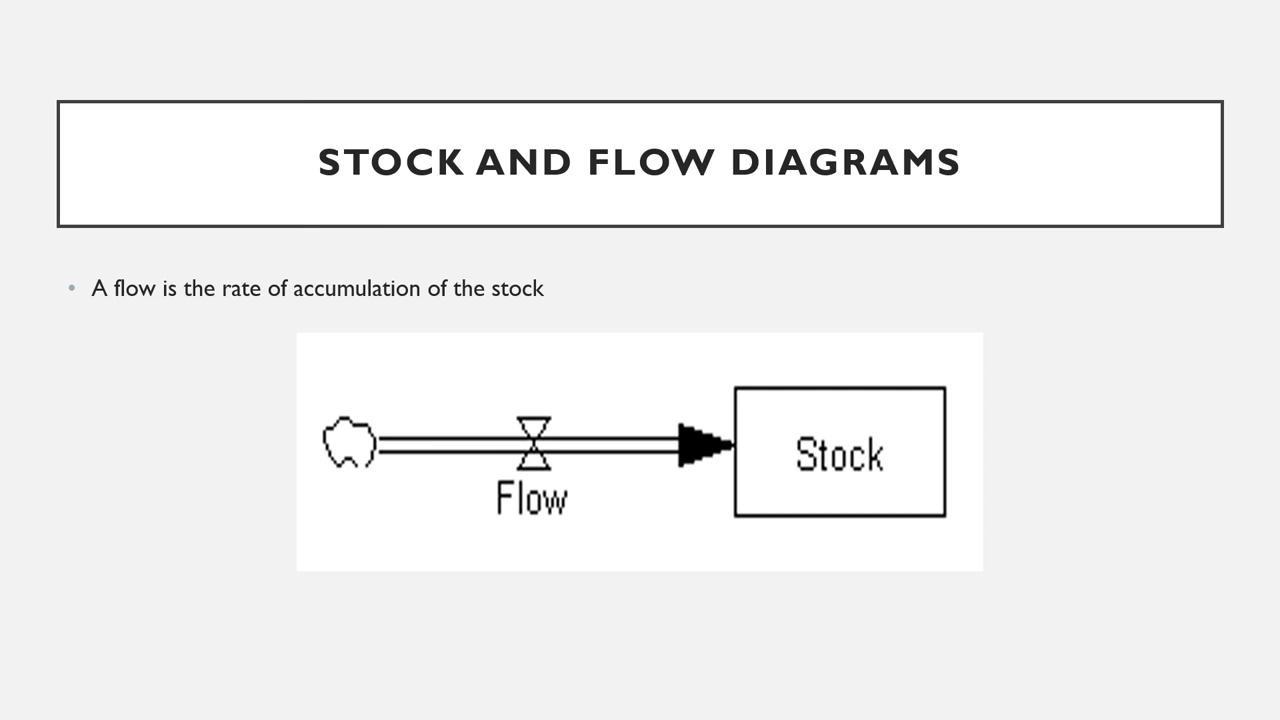 STOCK AND FLOW DIAGRAMS
• A flow is the rate of accumulation of the stock
Stock
Flow